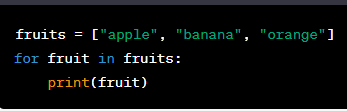 fruits = ["apple", "banana", "orange"]
for fruit in fruits:
    print(fruit)